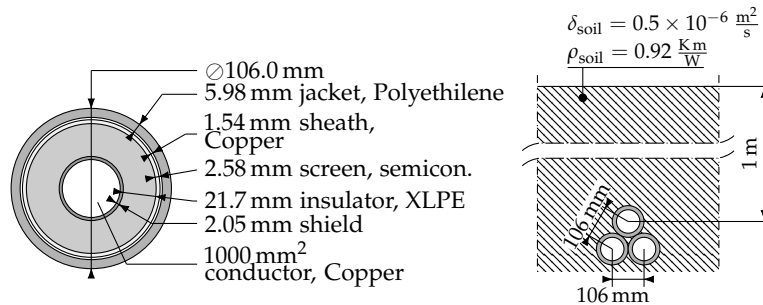 ∅106.0 mm
5.98 mm jacket, Polyethilene
1.54 mm sheath,
Copper
2.58 mm screen, semicon.
21.7 mm insulator, XLPE
2.05 mm shield
1000 mm²
conductor, Copper
δsoil = 0.5 × 10⁻⁶ m²/s
ρsoil = 0.92 K m/W
1 m
106 mm
106 mm